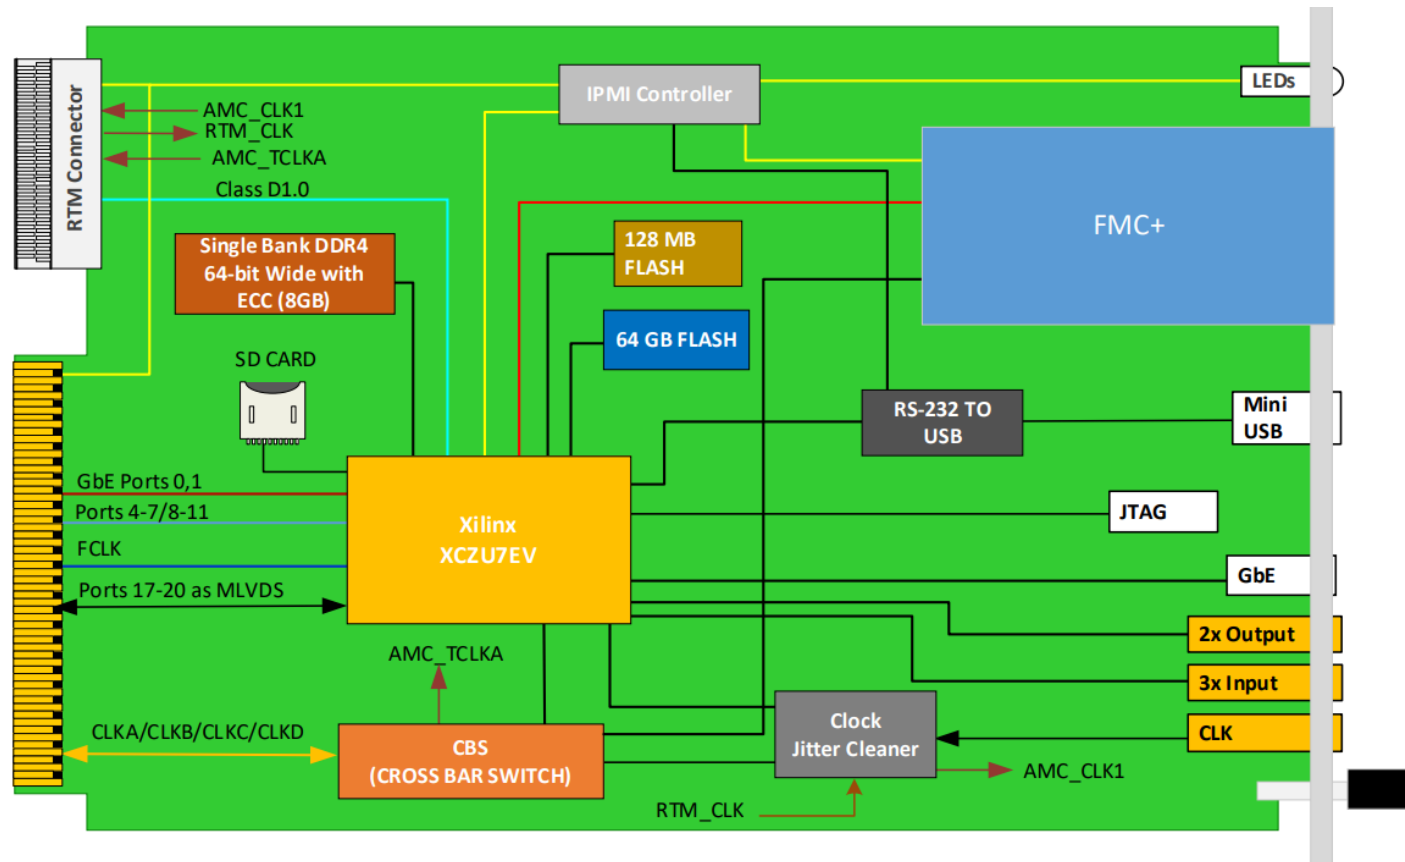 LEDs
IPMI Controller
RTM Connector
AMC_CLK1
RTM_CLK
AMC_TCLKA
Class D1.0
FMC+
Single Bank DDR4
64-bit Wide with
ECC (8GB)
128 MB
FLASH
64 GB FLASH
SD CARD
RS-232 TO
USB
Mini
USB
GbE Ports 0,1
Ports 4-7/8-11
FCLK
Ports 17-20 as MLVDS
Xilinx
XCZU7EV
JTAG
GbE
2x Output
3x Input
CLK
AMC_TCLKA
CLKA/CLKB/CLKC/CLKD
CBS
(CROSS BAR SWITCH)
Clock
Jitter Cleaner
AMC_CLK1
RTM_CLK